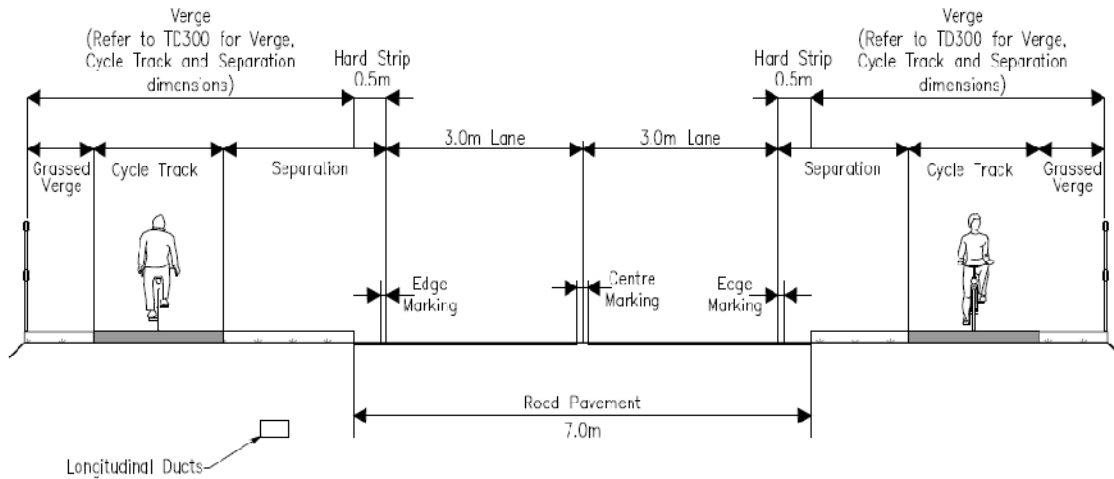 Verge
(Refer to TD300 for Verge,
Cycle Track and Separation
dimensions)
Hard Strip
0.5m
Hard Strip
0.5m
Verge
(Refer to TD300 for Verge,
Cycle Track and Separation
dimensions)
3.0m Lane
3.0m Lane
Grassed
Verge
Cycle Track
Separation
Separation
Cycle Track
Grassed
Verge
Edge
Marking
Centre
Marking
Edge
Marking
Road Pavement
7.0m
Longitudinal Ducts